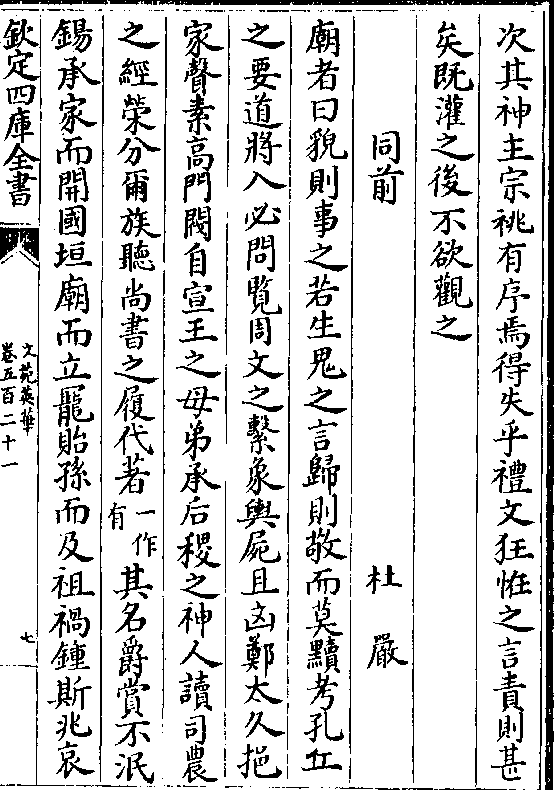 次其神主宗祧有序焉得失乎禮文狂怪之言責則甚
矣既灌之後不欲觀之
同前 杜嚴
廟者曰貌則事之若生鬼之言歸則敬而莫黷考孔丘
之要道將入必問覽周文之繫象輿屍且凶鄭太久挹
家聲素高門閥自宣王之母弟承后稷之神人讀司農
之經榮分爾族聽尚書之履代著一作有其名爵賞不泯
錫承家而開國垣廟而立寵貽孫而及祖禍鍾斯兆哀
欽定四庫全書
文苑英華
卷五百二十一
七